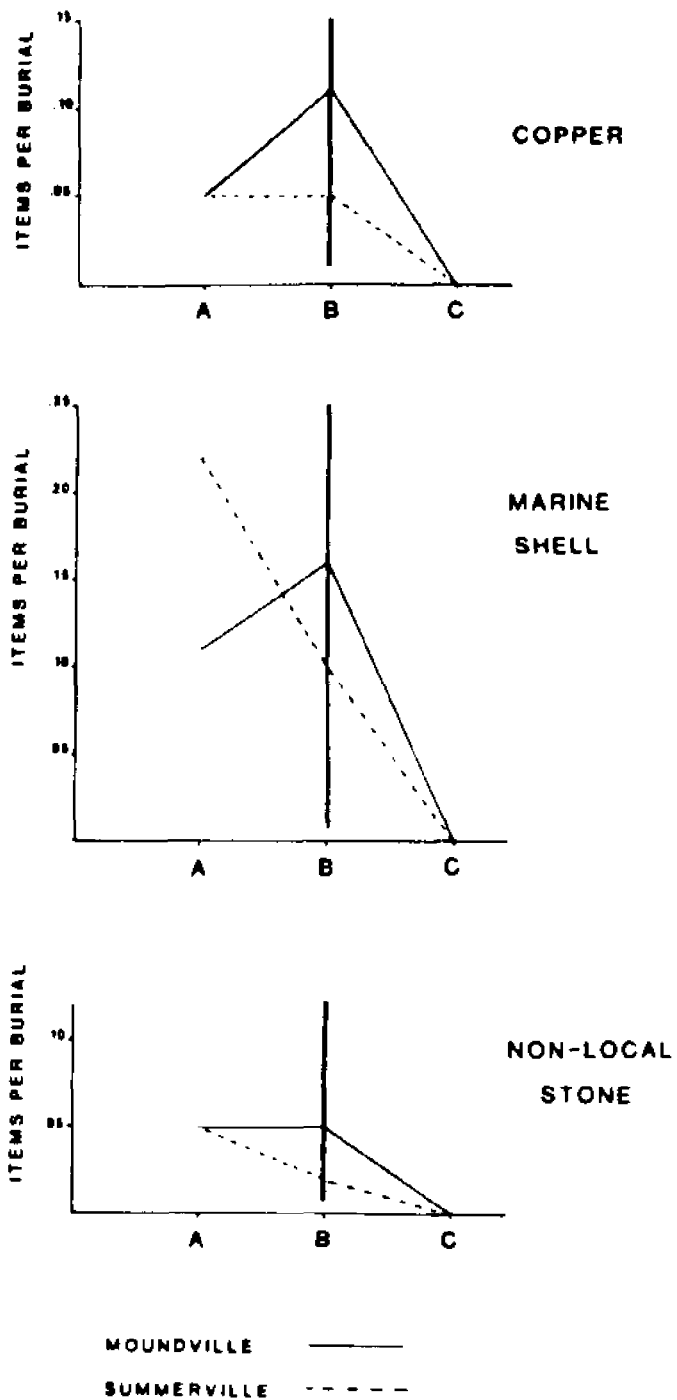 .15
.10
.05
ITEMS PER BURIAL
COPPER
A B C
.25
.20
.15
.10
.05
ITEMS PER BURIAL
MARINE
SHELL
A B C
.10
.05
ITEMS PER BURIAL
NON-LOCAL
STONE
A B C
MOUNDVILLE
SUMMERVILLE